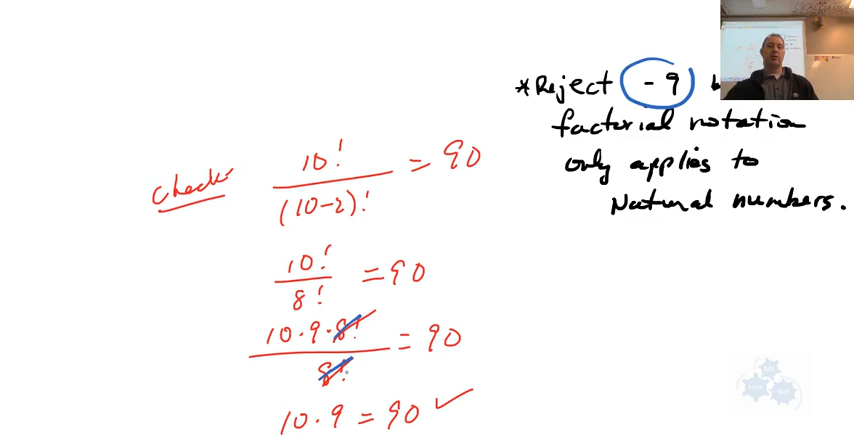 *Reject -9
factorial notation
only applies to
Natural numbers.
Check:
10! / (10-2)! = 90
10! / 8! = 90
10 · 9 · 8! / 8! = 90
10 · 9 = 90 ✓